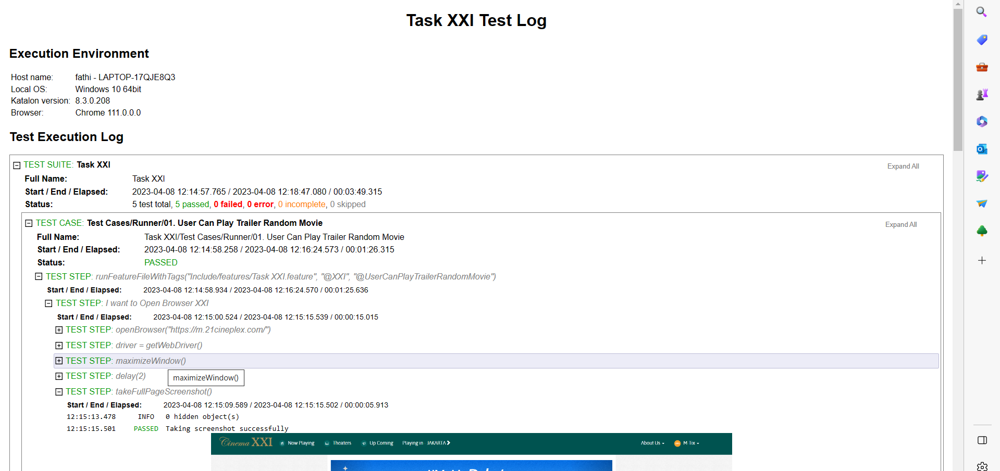 Task XXI Test Log
Execution Environment
Host name: fathi - LAPTOP-17QJE8Q3
Local OS: Windows 10 64bit
Katalon version: 8.3.0.208
Browser: Chrome 111.0.0.0
Test Execution Log
TEST SUITE: Task XXI
Expand All
Full Name: Task XXI
Start / End / Elapsed: 2023-04-08 12:14:57.765 / 2023-04-08 12:18:47.080 / 00:03:49.315
Status: 5 test total, 5 passed, 0 failed, 0 error, 0 incomplete, 0 skipped
TEST CASE: Test Cases/Runner/01. User Can Play Trailer Random Movie
Expand All
Full Name: Task XXI/Test Cases/Runner/01. User Can Play Trailer Random Movie
Start / End / Elapsed: 2023-04-08 12:14:58.258 / 2023-04-08 12:16:24.573 / 00:01:26.315
Status: PASSED
TEST STEP: runFeatureFileWithTags("Include/features/Task XXI.feature", "@XXI", "@UserCanPlayTrailerRandomMovie")
Start / End / Elapsed: 2023-04-08 12:14:58.934 / 2023-04-08 12:16:24.570 / 00:01:25.636
TEST STEP: I want to Open Browser XXI
Start / End / Elapsed: 2023-04-08 12:15:00.524 / 2023-04-08 12:15:15.539 / 00:00:15.015
TEST STEP: openBrowser("https://m.21cineplex.com/")
TEST STEP: driver = getWebDriver()
TEST STEP: maximizeWindow()
TEST STEP: delay(2)
maximizeWindow()
TEST STEP: takeFullPageScreenshot()
Start / End / Elapsed: 2023-04-08 12:15:09.589 / 2023-04-08 12:15:15.502 / 00:00:05.913
12:15:13.478 INFO 0 hidden object(s)
12:15:15.501 PASSED Taking screenshot successfully
Cinema XXI Now Playing Theaters Up Coming Playing in JAKARTA About Us M Tix